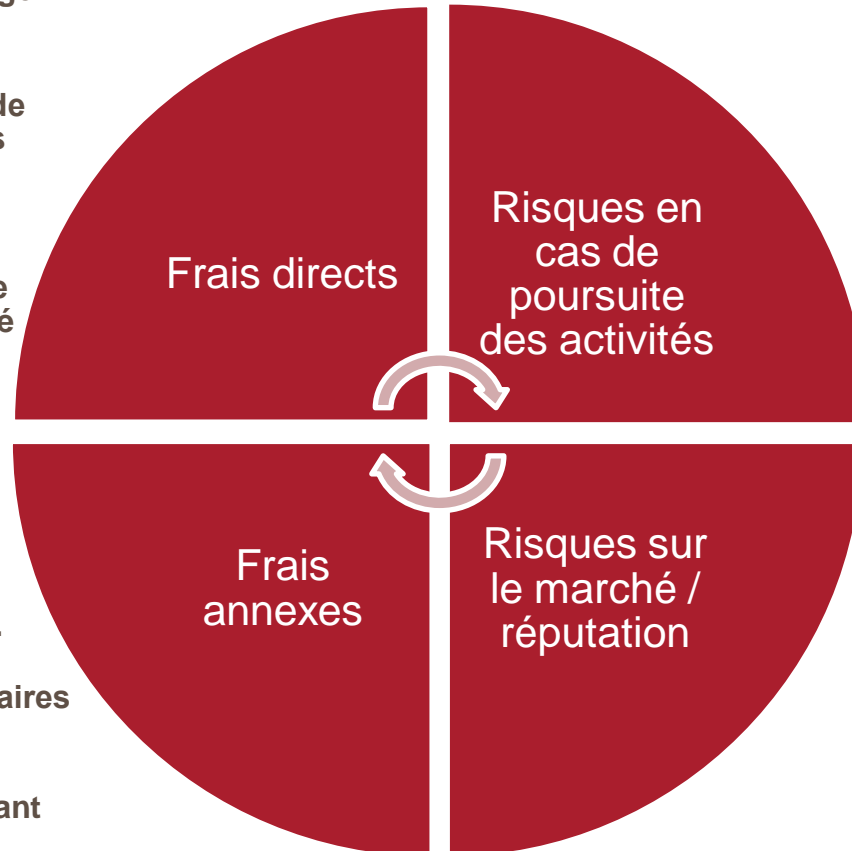 Frais directs
Risques en
cas de
poursuite
des activités
Frais
annexes
Risques sur
le marché /
réputation